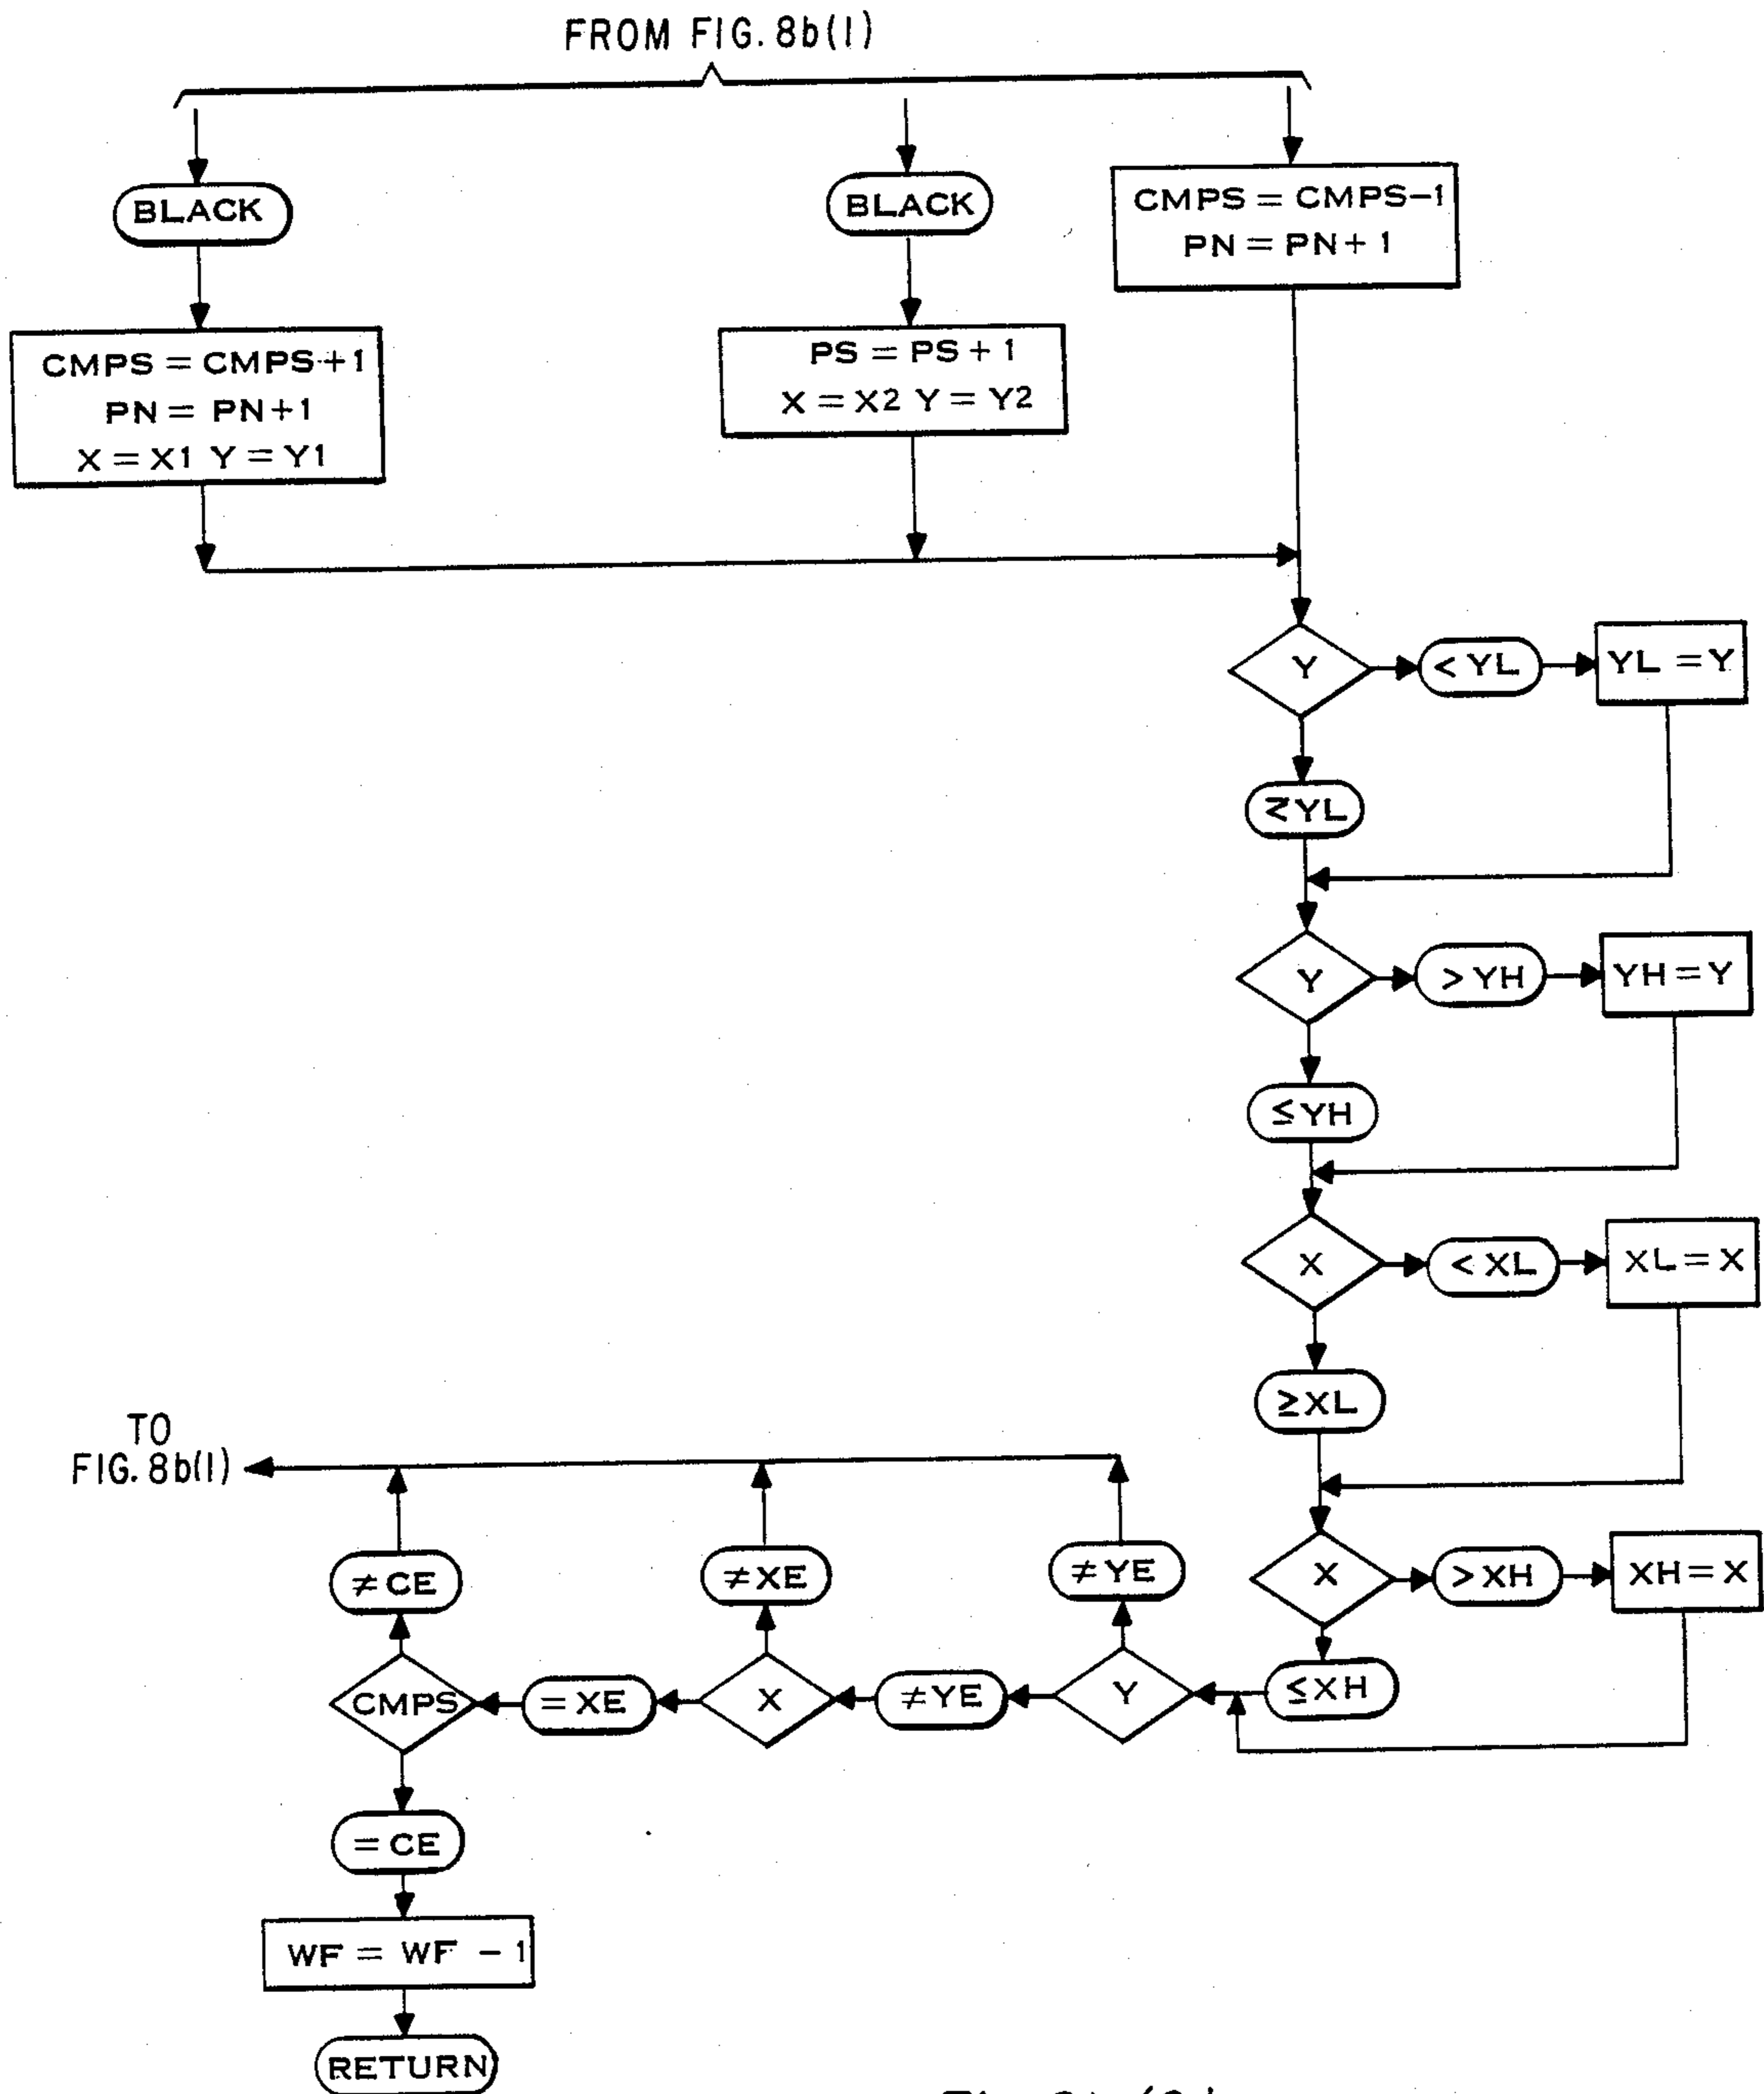 FROM FIG. 8b(1)
BLACK
BLACK
CMPS = CMPS-1
PN = PN + 1
CMPS = CMPS+1
PN = PN+1
X = X1 Y = Y1
PS = PS + 1
X = X2 Y = Y2
Y
< YL
YL = Y
≥YL
Y
> YH
YH = Y
≤YH
X
< XL
XL = X
≥XL
TO
FIG. 8b(1)
X
> XH
XH = X
≠CE
≠XE
≠YE
CMPS
= XE
X
≠YE
Y
≤XH
= CE
WF = WF - 1
RETURN